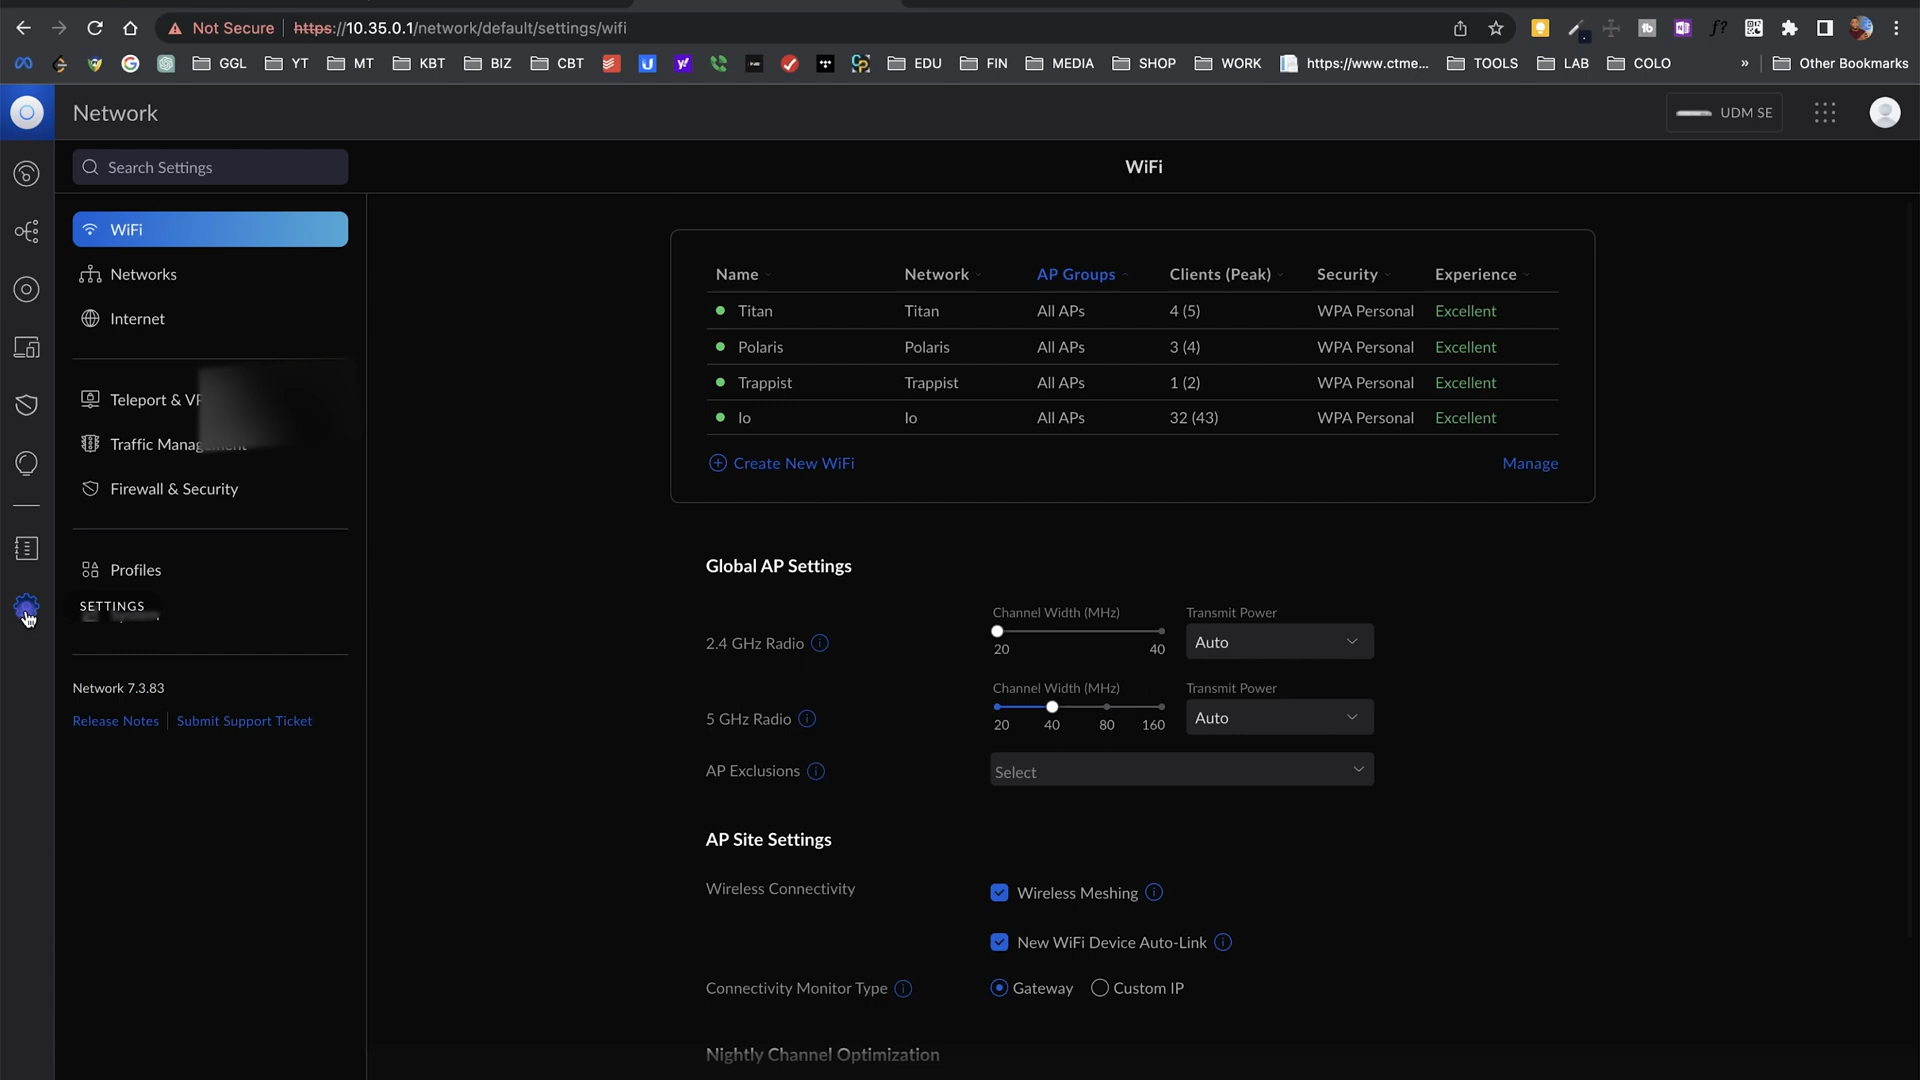 Not Secure https://10.35.0.1/network/default/settings/wifi
GGL YT MT KBT BIZ CBT EDU FIN MEDIA SHOP WORK https://www.ctme... TOOLS LAB COLO » Other Bookmarks
Network UDM SE
Search Settings WiFi
WiFi
Networks
Internet
Teleport & VP
Traffic Management
Firewall & Security
Profiles
SETTINGS
Network 7.3.83
Release Notes Submit Support Ticket
Name Network AP Groups Clients (Peak) Security Experience
Titan Titan All APs 4 (5) WPA Personal Excellent
Polaris Polaris All APs 3 (4) WPA Personal Excellent
Trappist Trappist All APs 1 (2) WPA Personal Excellent
Io Io All APs 32 (43) WPA Personal Excellent
Create New WiFi Manage
Global AP Settings
Channel Width (MHz) Transmit Power
2.4 GHz Radio Auto
20 40
Channel Width (MHz) Transmit Power
5 GHz Radio Auto
20 40 80 160
AP Exclusions Select
AP Site Settings
Wireless Connectivity Wireless Meshing
New WiFi Device Auto-Link
Connectivity Monitor Type Gateway Custom IP
Nightly Channel Optimization